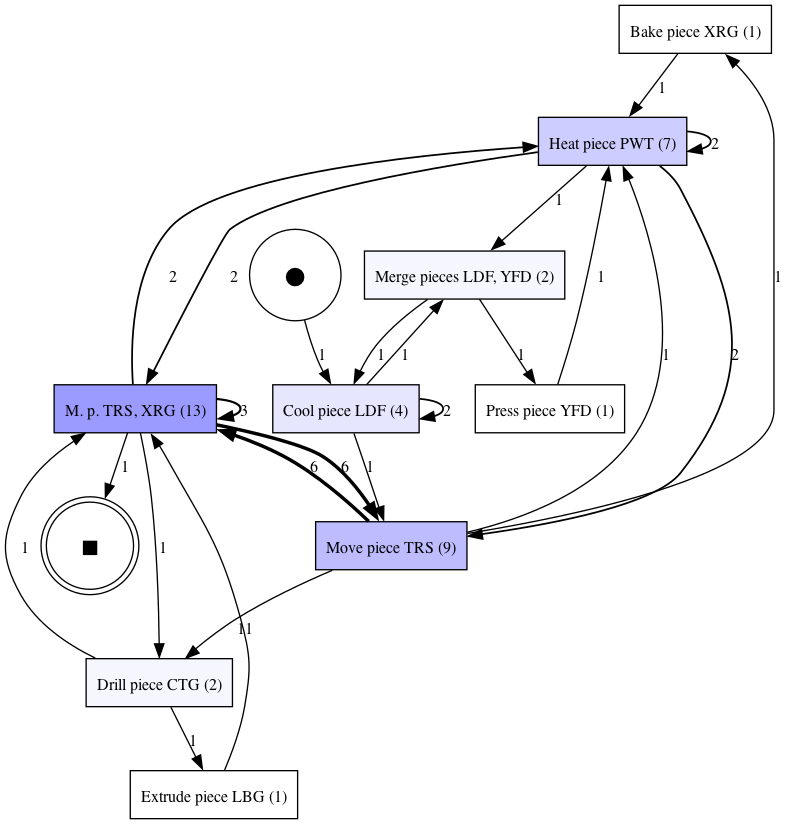 Bake piece XRG (1)
1
Heat piece PWT (7)
2
1
2
2
Merge pieces LDF, YFD (2)
1
1
1
1
1
1
1
2
M. p. TRS, XRG (13)
3
Cool piece LDF (4)
2
Press piece YFD (1)
1
6
6
1
1
1
Move piece TRS (9)
1
1
Drill piece CTG (2)
1
Extrude piece LBG (1)